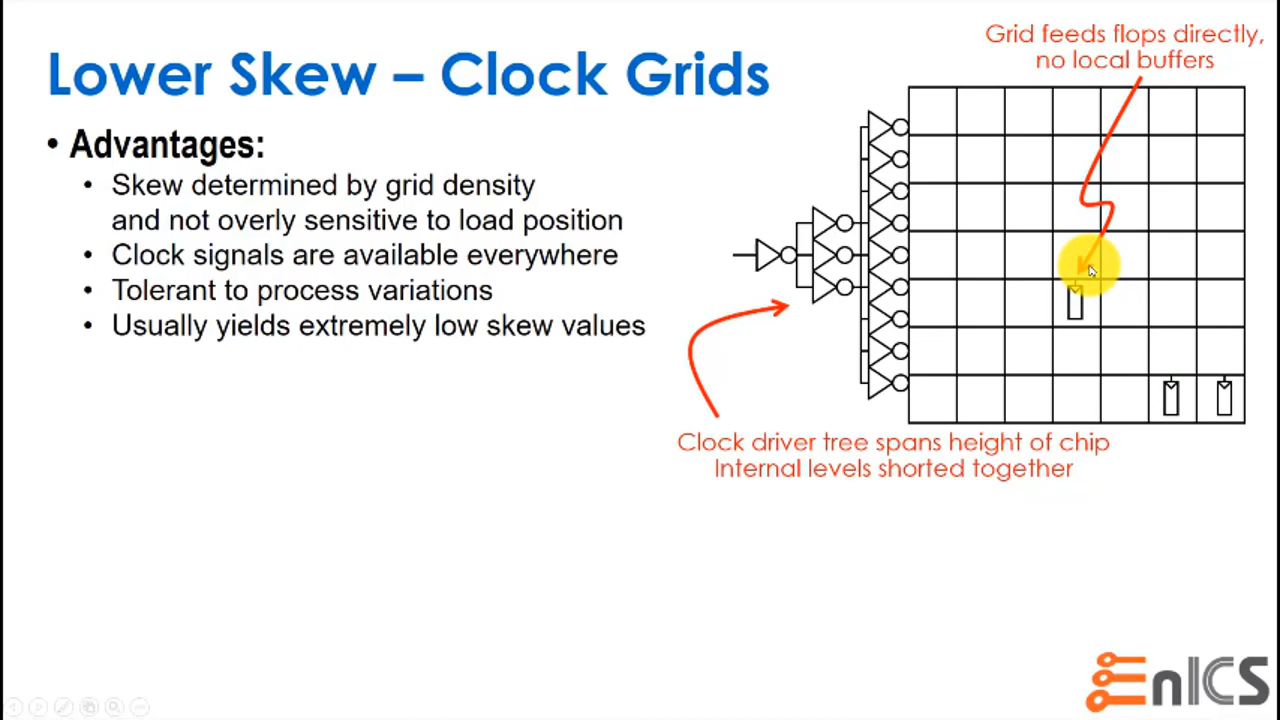 Lower Skew – Clock Grids
• Advantages:
• Skew determined by grid density
and not overly sensitive to load position
• Clock signals are available everywhere
• Tolerant to process variations
• Usually yields extremely low skew values
Grid feeds flops directly,
no local buffers
Clock driver tree spans height of chip
Internal levels shorted together
EnICS